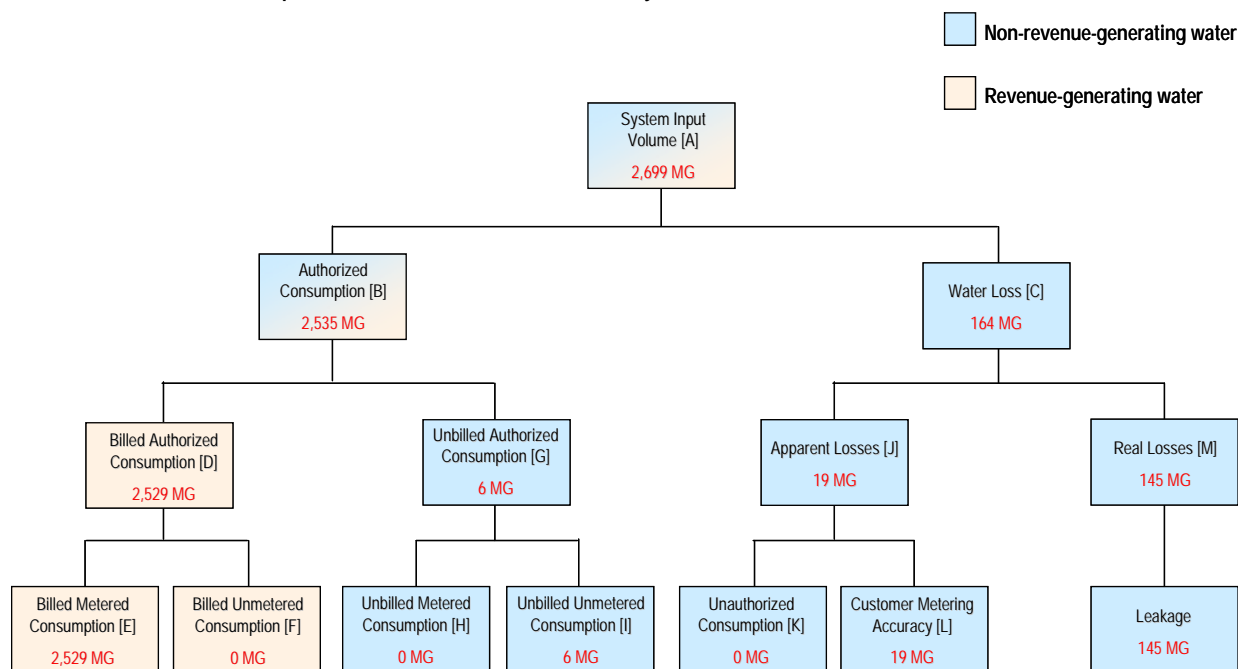 Non-revenue-generating water
Revenue-generating water
System Input
Volume [A]
2,699 MG
Authorized
Consumption [B]
2,535 MG
Water Loss [C]
164 MG
Billed Authorized
Consumption [D]
2,529 MG
Unbilled Authorized
Consumption [G]
6 MG
Apparent Losses [J]
19 MG
Real Losses [M]
145 MG
Billed Metered
Consumption [E]
2,529 MG
Billed Unmetered
Consumption [F]
0 MG
Unbilled Metered
Consumption [H]
0 MG
Unbilled Unmetered
Consumption [I]
6 MG
Unauthorized
Consumption [K]
0 MG
Customer Metering
Accuracy [L]
19 MG
Leakage
145 MG